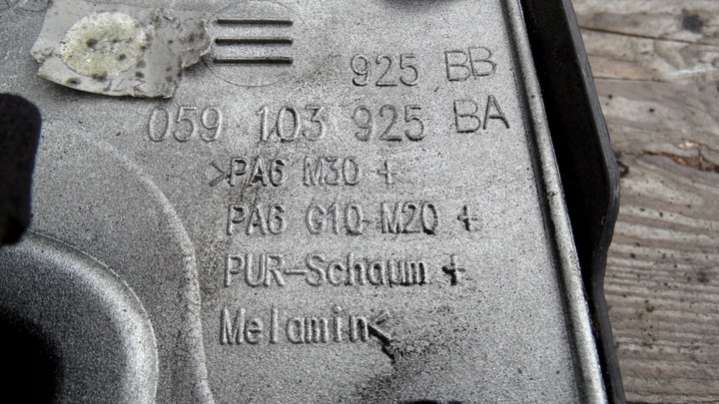 925 BB
059 103 925 BA
>PA6 M30 +
PA6 G10-M20 +
PUR-Schaum +
Melamin<